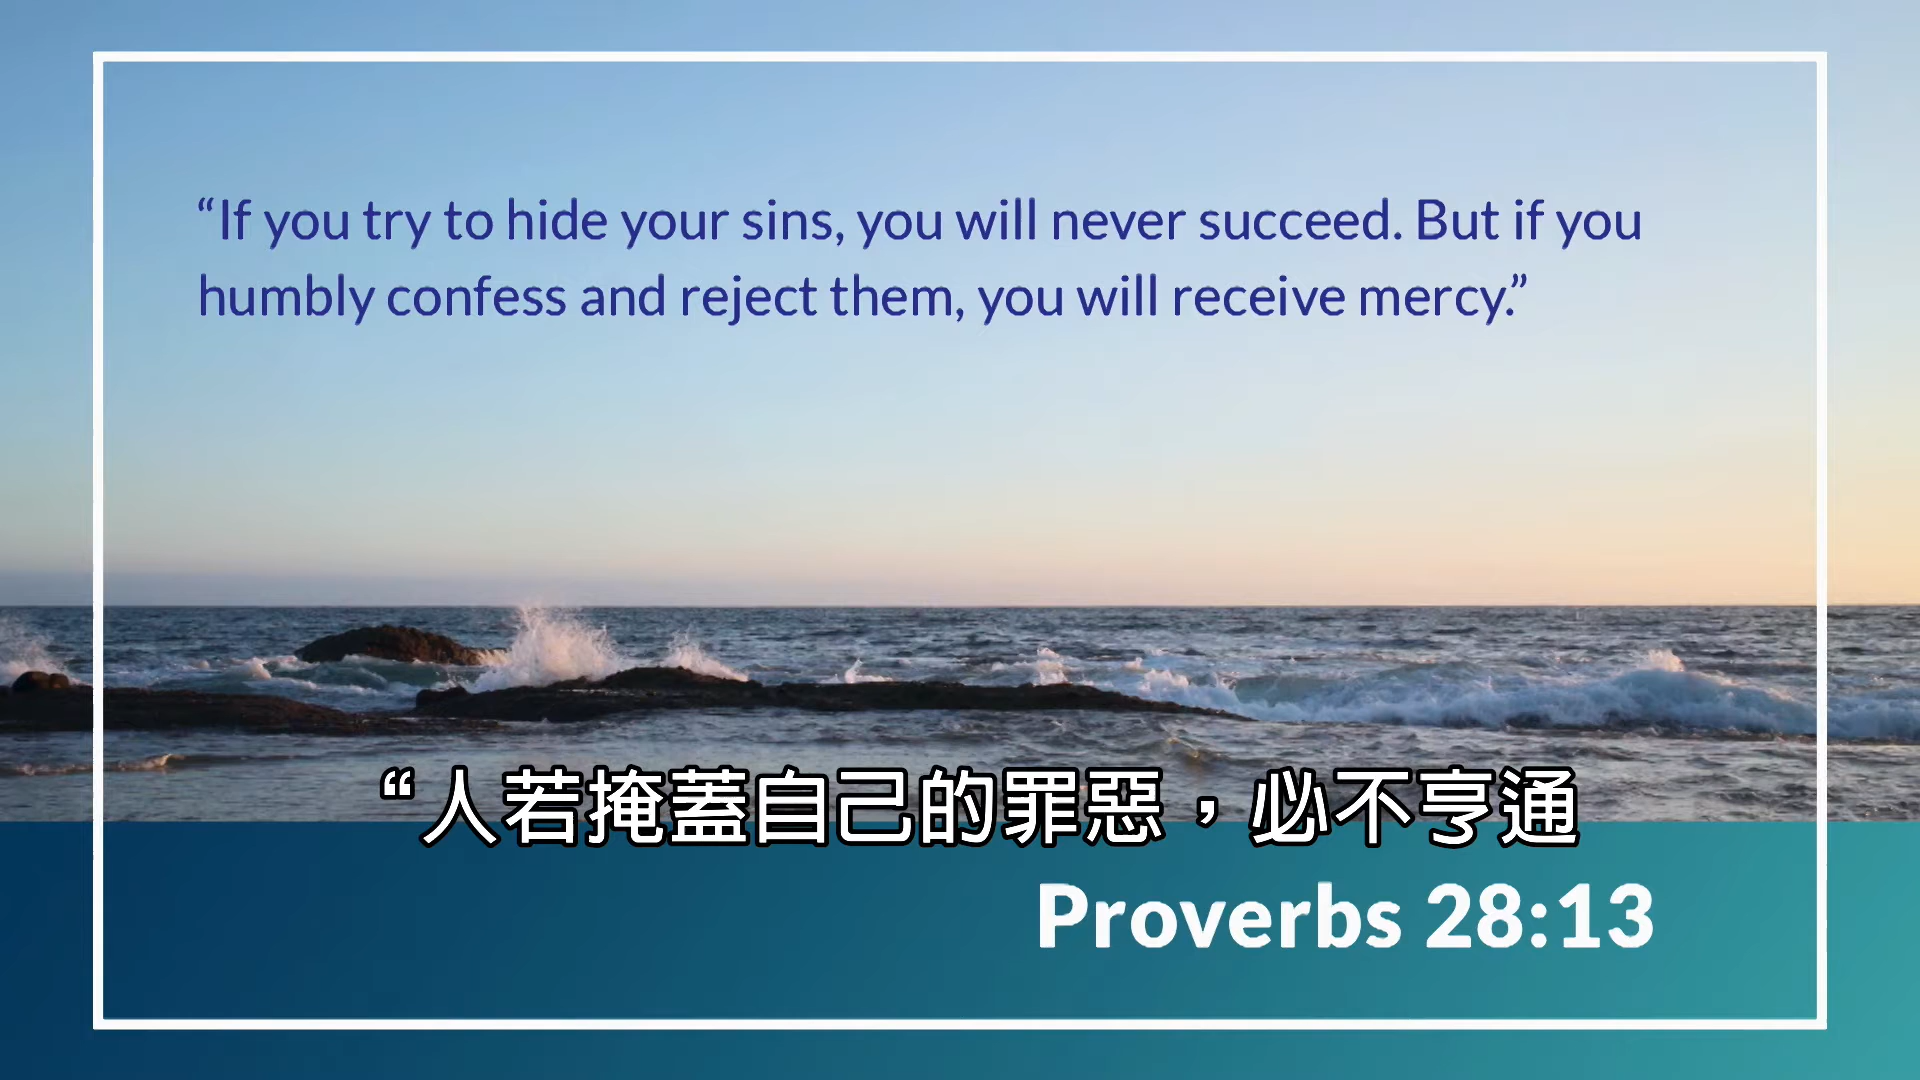 “If you try to hide your sins, you will never succeed. But if you
humbly confess and reject them, you will receive mercy.”
“人若掩蓋自己的罪惡，必不亨通
Proverbs 28:13